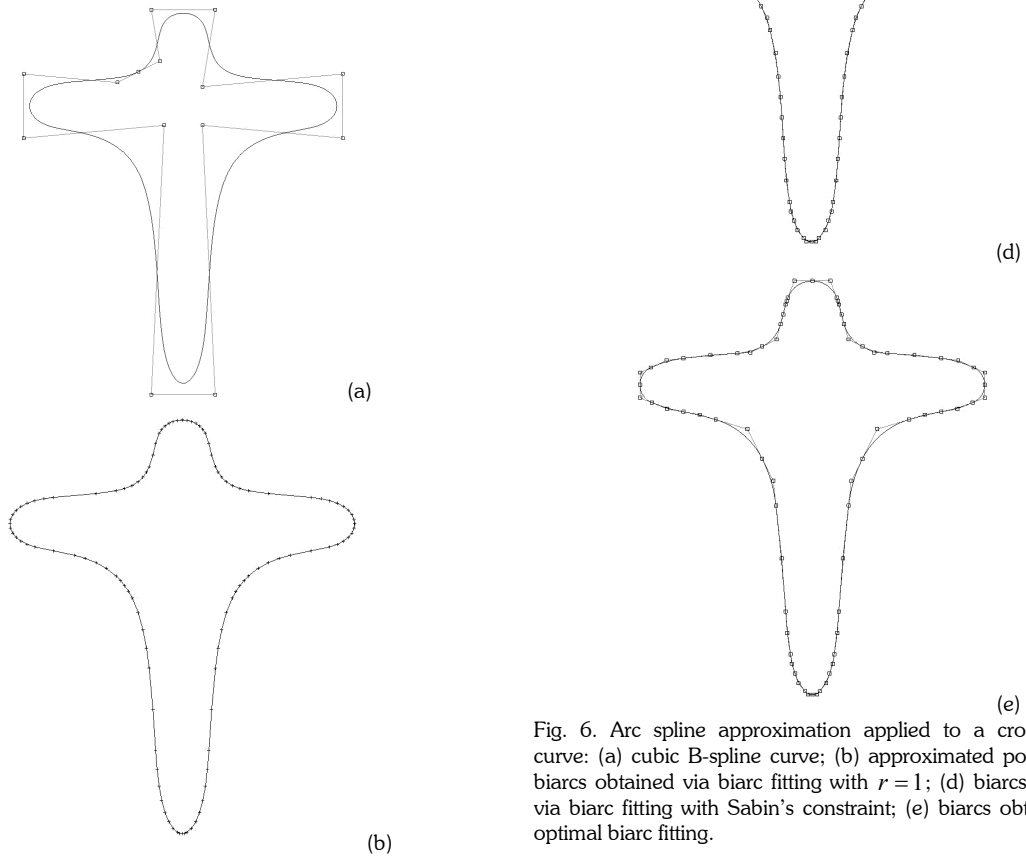 (a)
(b)
(d)
(e)
Fig. 6. Arc spline approximation applied to a cro
curve: (a) cubic B-spline curve; (b) approximated po
biarcs obtained via biarc fitting with r = 1; (d) biarcs
via biarc fitting with Sabin's constraint; (e) biarcs ob
optimal biarc fitting.